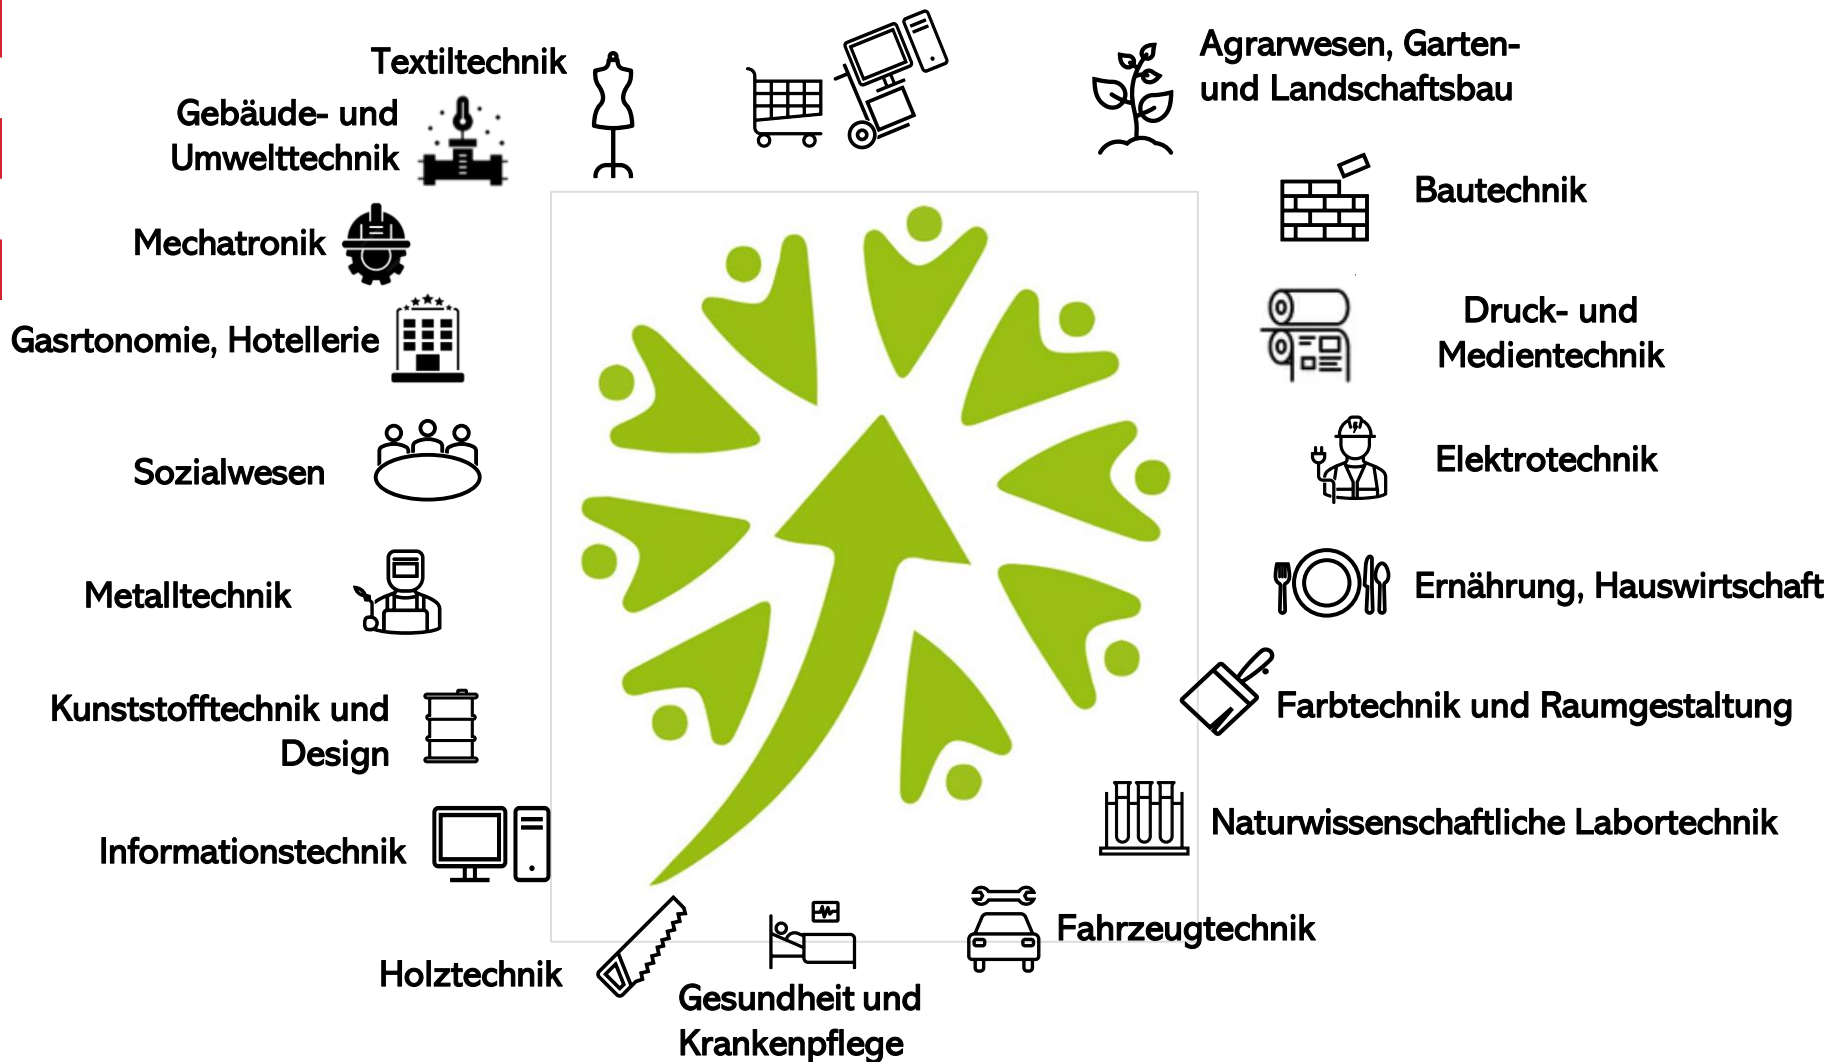 Textiltechnik
Agrarwesen, Garten-
und Landschaftsbau
Gebäude- und
Umwelttechnik
Bautechnik
Mechatronik
Druck- und
Medientechnik
Gasrtonomie, Hotellerie
Elektrotechnik
Sozialwesen
Ernährung, Hauswirtschaft
Metalltechnik
Farbtechnik und Raumgestaltung
Kunststofftechnik und
Design
Naturwissenschaftliche Labortechnik
Informationstechnik
Fahrzeugtechnik
Holztechnik
Gesundheit und
Krankenpflege